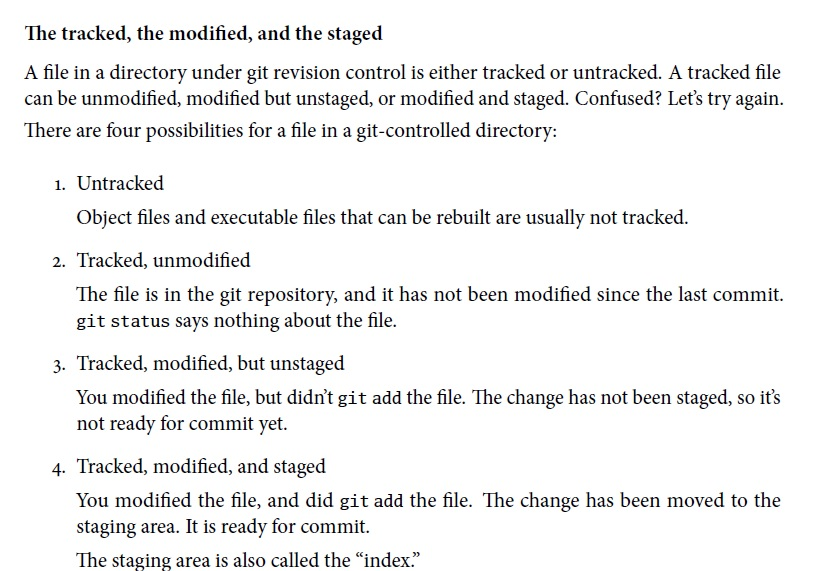 The tracked, the modified, and the staged
A file in a directory under git revision control is either tracked or untracked. A tracked file
can be unmodified, modified but unstaged, or modified and staged. Confused? Let’s try again.
There are four possibilities for a file in a git-controlled directory:
1. Untracked
Object files and executable files that can be rebuilt are usually not tracked.
2. Tracked, unmodified
The file is in the git repository, and it has not been modified since the last commit.
git status says nothing about the file.
3. Tracked, modified, but unstaged
You modified the file, but didn’t git add the file. The change has not been staged, so it’s
not ready for commit yet.
4. Tracked, modified, and staged
You modified the file, and did git add the file. The change has been moved to the
staging area. It is ready for commit.
The staging area is also called the “index.”